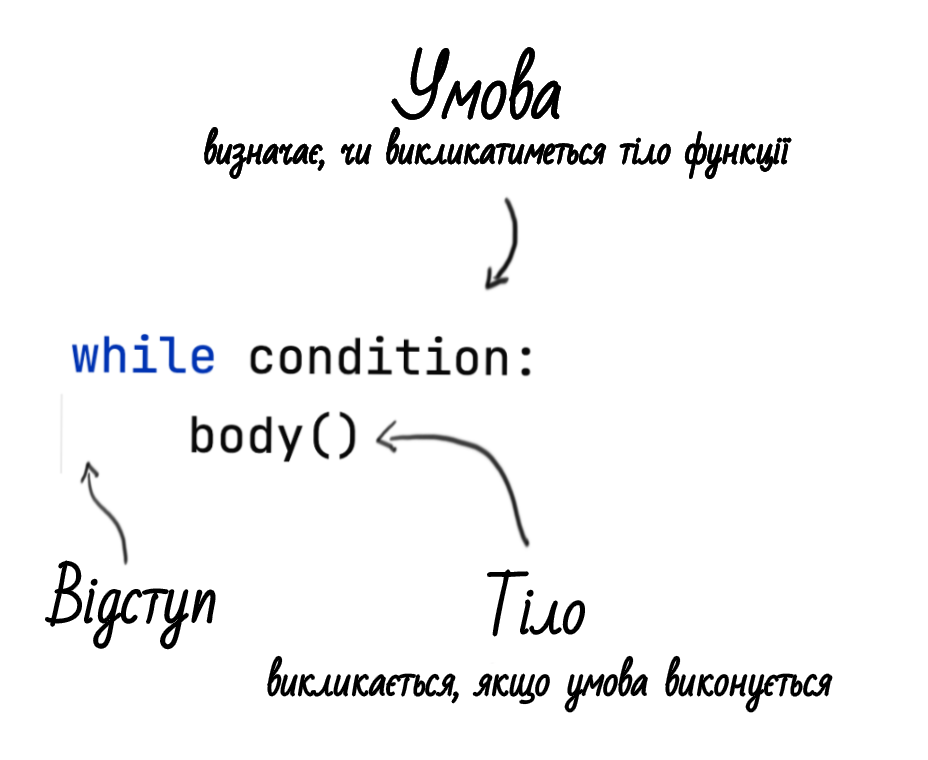 Умова
визначає, чи викликатиметься тіло функції
while condition:
body()
Відступ
Тіло
викликається, якщо умова виконується